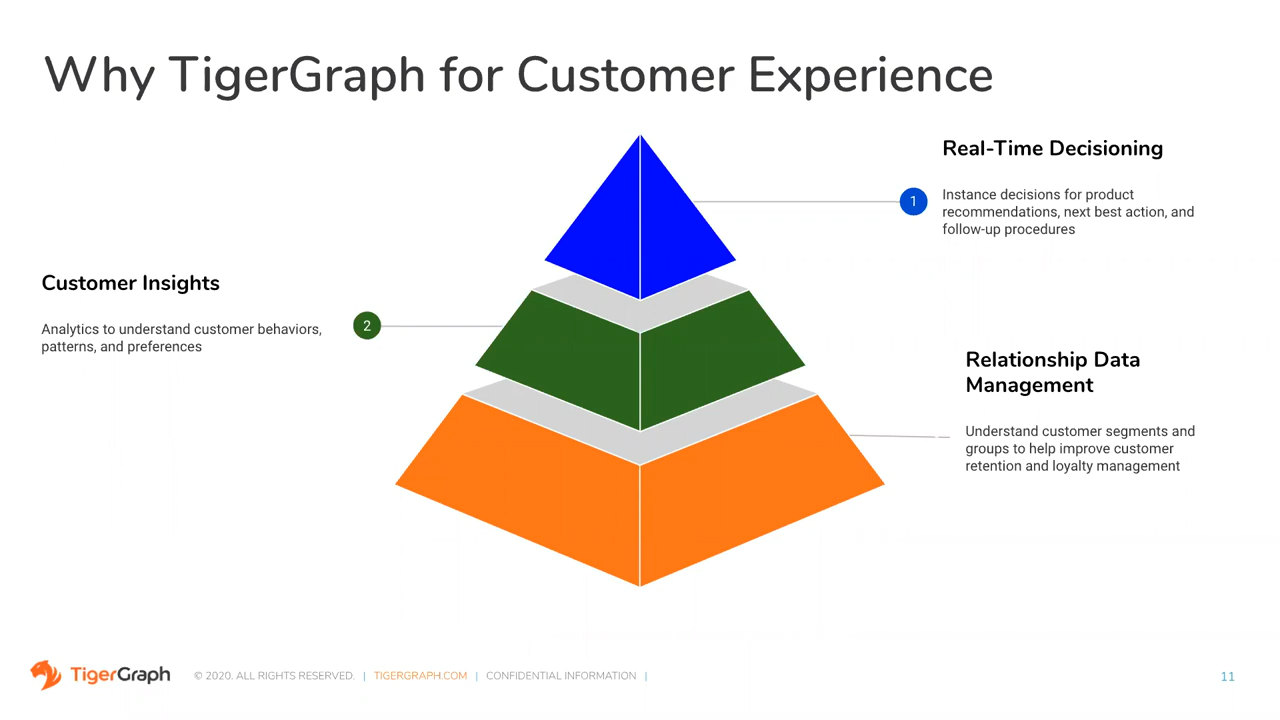 Why TigerGraph for Customer Experience
Real-Time Decisioning
1
Instance decisions for product
recommendations, next best action, and
follow-up procedures
Customer Insights
Analytics to understand customer behaviors,
patterns, and preferences
2
Relationship Data
Management
Understand customer segments and
groups to help improve customer
retention and loyalty management
TigerGraph
© 2020. ALL RIGHTS RESERVED. | TIGERGRAPH.COM | CONFIDENTIAL INFORMATION |
11